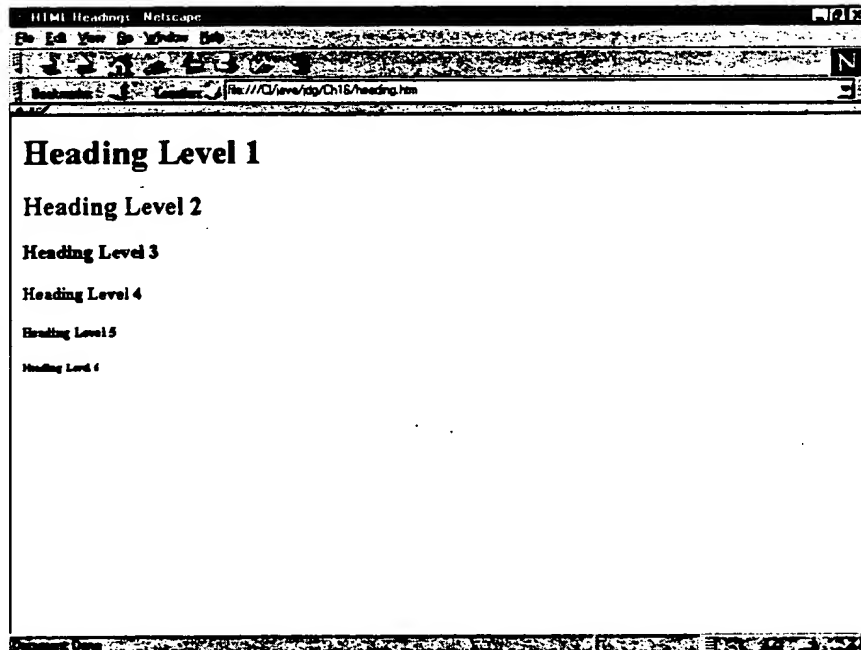 HTML Headings - Netscape
File Edit View Go Window Help
Bookmarks Location file:///C|/java/jdg/Ch16/heading.htm
N
Heading Level 1
Heading Level 2
Heading Level 3
Heading Level 4
Heading Level 5
Heading Level 6
Document: Done